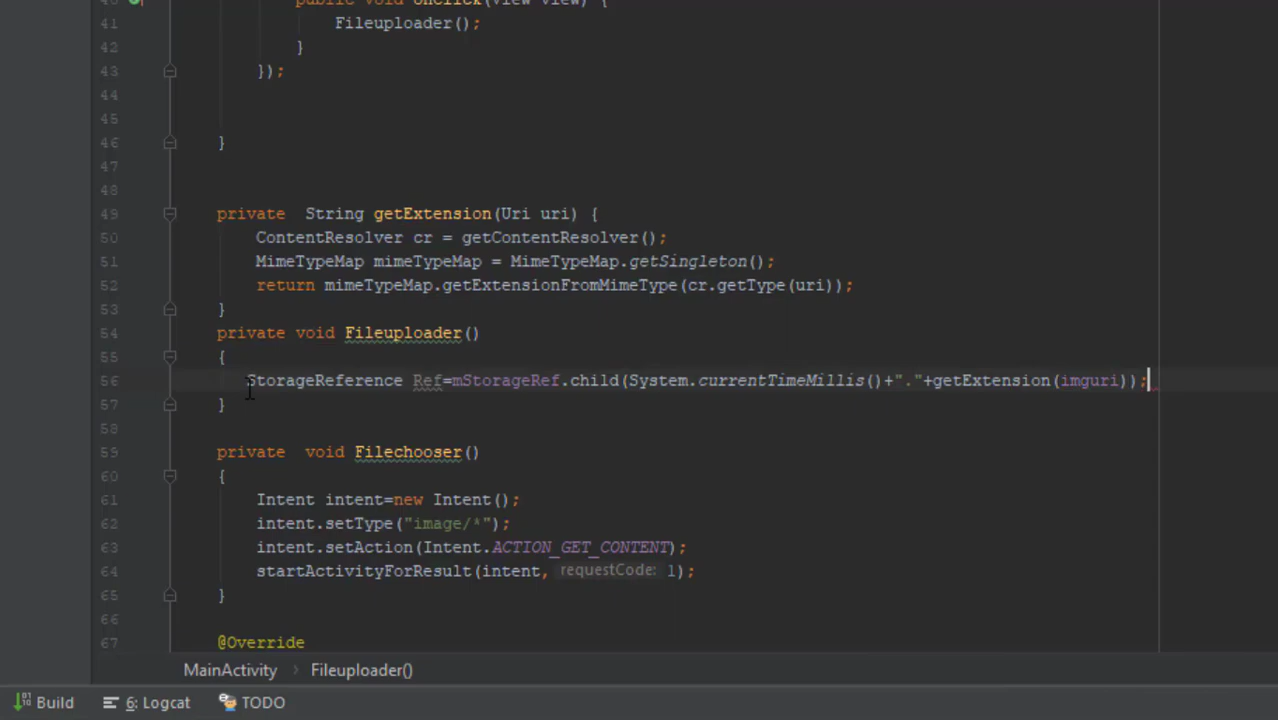 41 Fileuploader();
42 }
43 });
44
45
46 }
47
48
49 private  String getExtension(Uri uri) {
50 ContentResolver cr = getContentResolver();
51 MimeTypeMap mimeTypeMap = MimeTypeMap.getSingleton();
52 return mimeTypeMap.getExtensionFromMimeType(cr.getType(uri));
53 }
54 private void Fileuploader()
55 {
56 StorageReference Ref=mStorageRef.child(System.currentTimeMillis()+"."+getExtension(imguri));
57 }
59 private  void Filechooser()
60 {
61 Intent intent=new Intent();
62 intent.setType("image/*");
63 intent.setAction(Intent.ACTION_GET_CONTENT);
64 startActivityForResult(intent, requestCode: 1);
65 }
66
67 @Override
MainActivity > Fileuploader()
Build 6: Logcat TODO